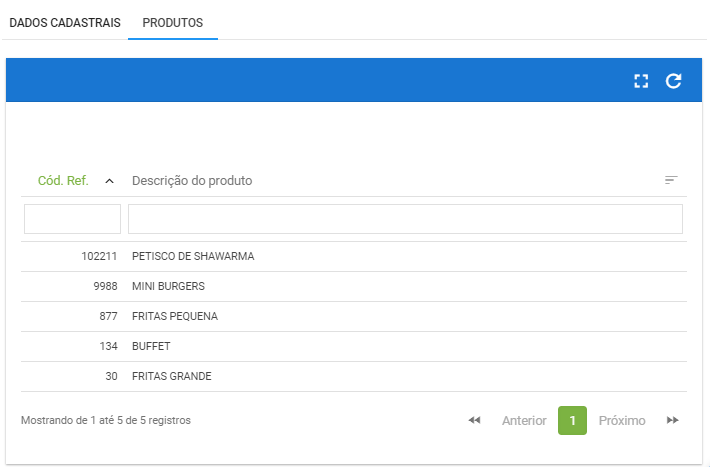 DADOS CADASTRAIS PRODUTOS
Cód. Ref. Descrição do produto
102211 PETISCO DE SHAWARMA
9988 MINI BURGERS
877 FRITAS PEQUENA
134 BUFFET
30 FRITAS GRANDE
Mostrando de 1 até 5 de 5 registros Anterior 1 Próximo